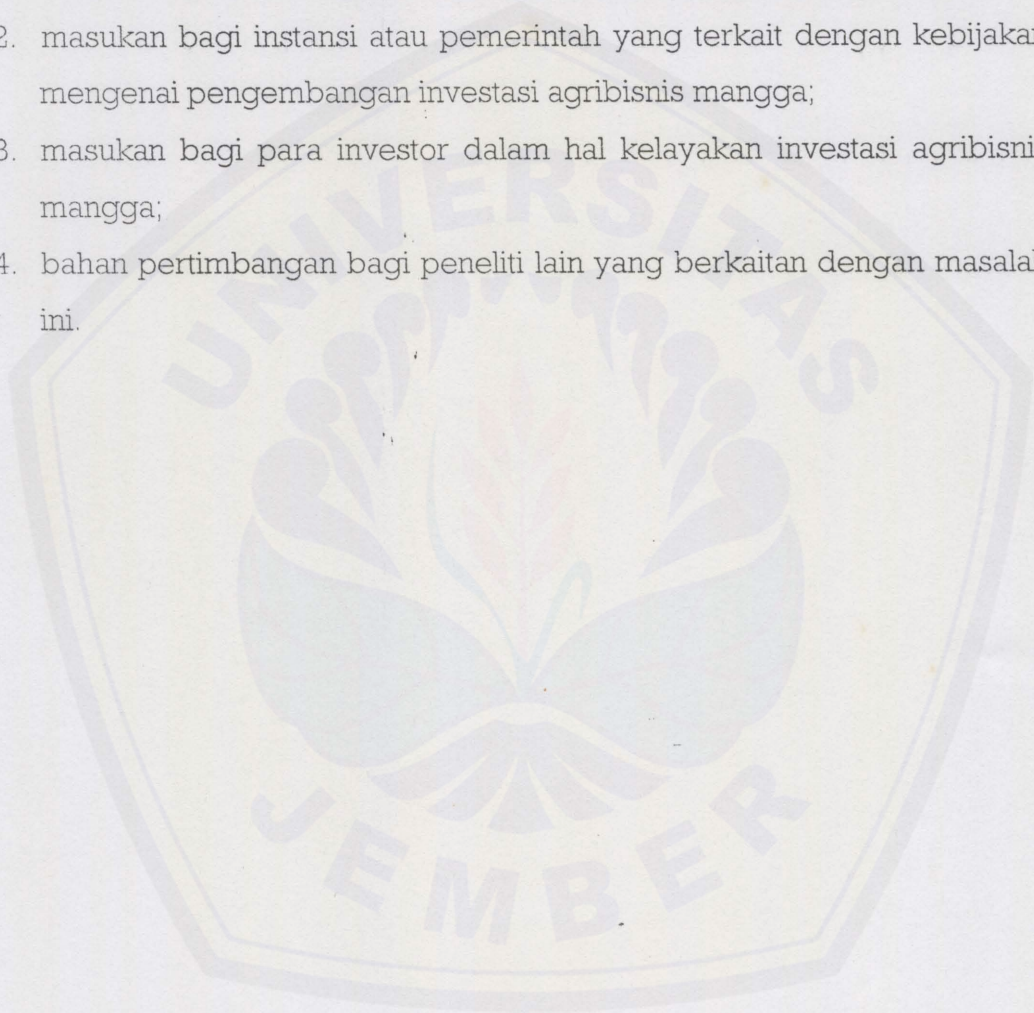 2. masukan bagi instansi atau pemerintah yang terkait dengan kebijakan
mengenai pengembangan investasi agribisnis mangga;
3. masukan bagi para investor dalam hal kelayakan investasi agribisni
mangga;
4. bahan pertimbangan bagi peneliti lain yang berkaitan dengan masalah
ini.
UNIVERSITAS
JEMBER